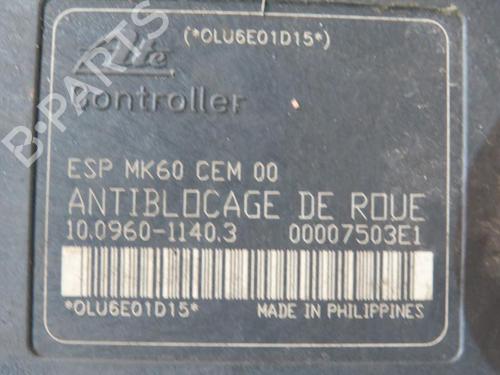 (*OLU6E01D15*)
Ate
Controller
B-PARTS
ESP MK60 CEM 00
ANTIBLOCAGE DE ROUE
10.0960-1140.3 00007503E1
*OLU6E01D15* MADE IN PHILIPPINES